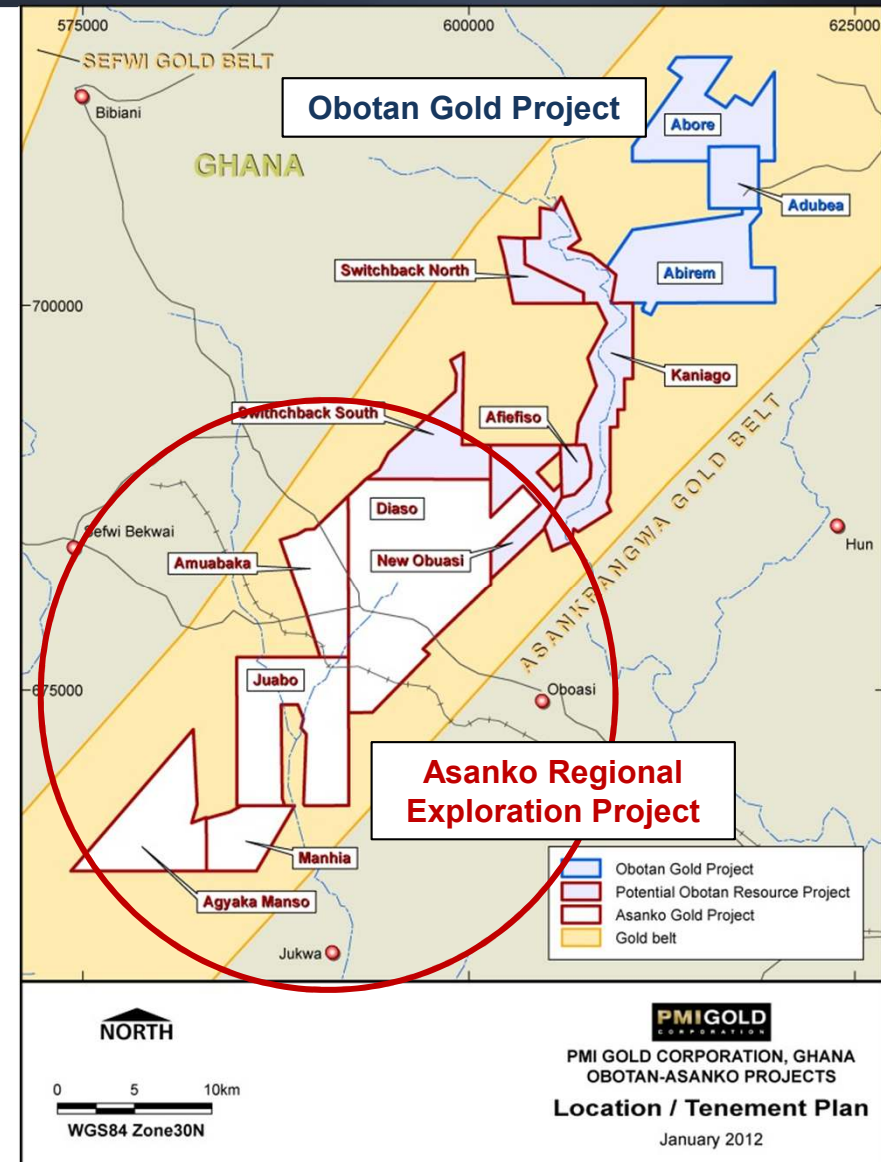 575000
600000
625000
SEFWI GOLD BELT
Bibiani
Obotan Gold Project
GHANA
Abore
Adubea
Switchback North
Abirem
700000
Kaniago
Swithchback South
Afiefiso
Diaso
Sefwi Bekwai
Amuabaka
New Obuasi
Hun
ASANKRANGWA GOLD BELT
675000
Juabo
Oboasi
Asanko Regional
Exploration Project
Manhia
Agyaka Manso
Jukwa
Obotan Gold Project
Potential Obotan Resource Project
Asanko Gold Project
Gold belt
NORTH
0 5 10km
WGS84 Zone30N
PMIGOLD
CORPORATION
PMI GOLD CORPORATION, GHANA
OBOTAN-ASANKO PROJECTS
Location / Tenement Plan
January 2012